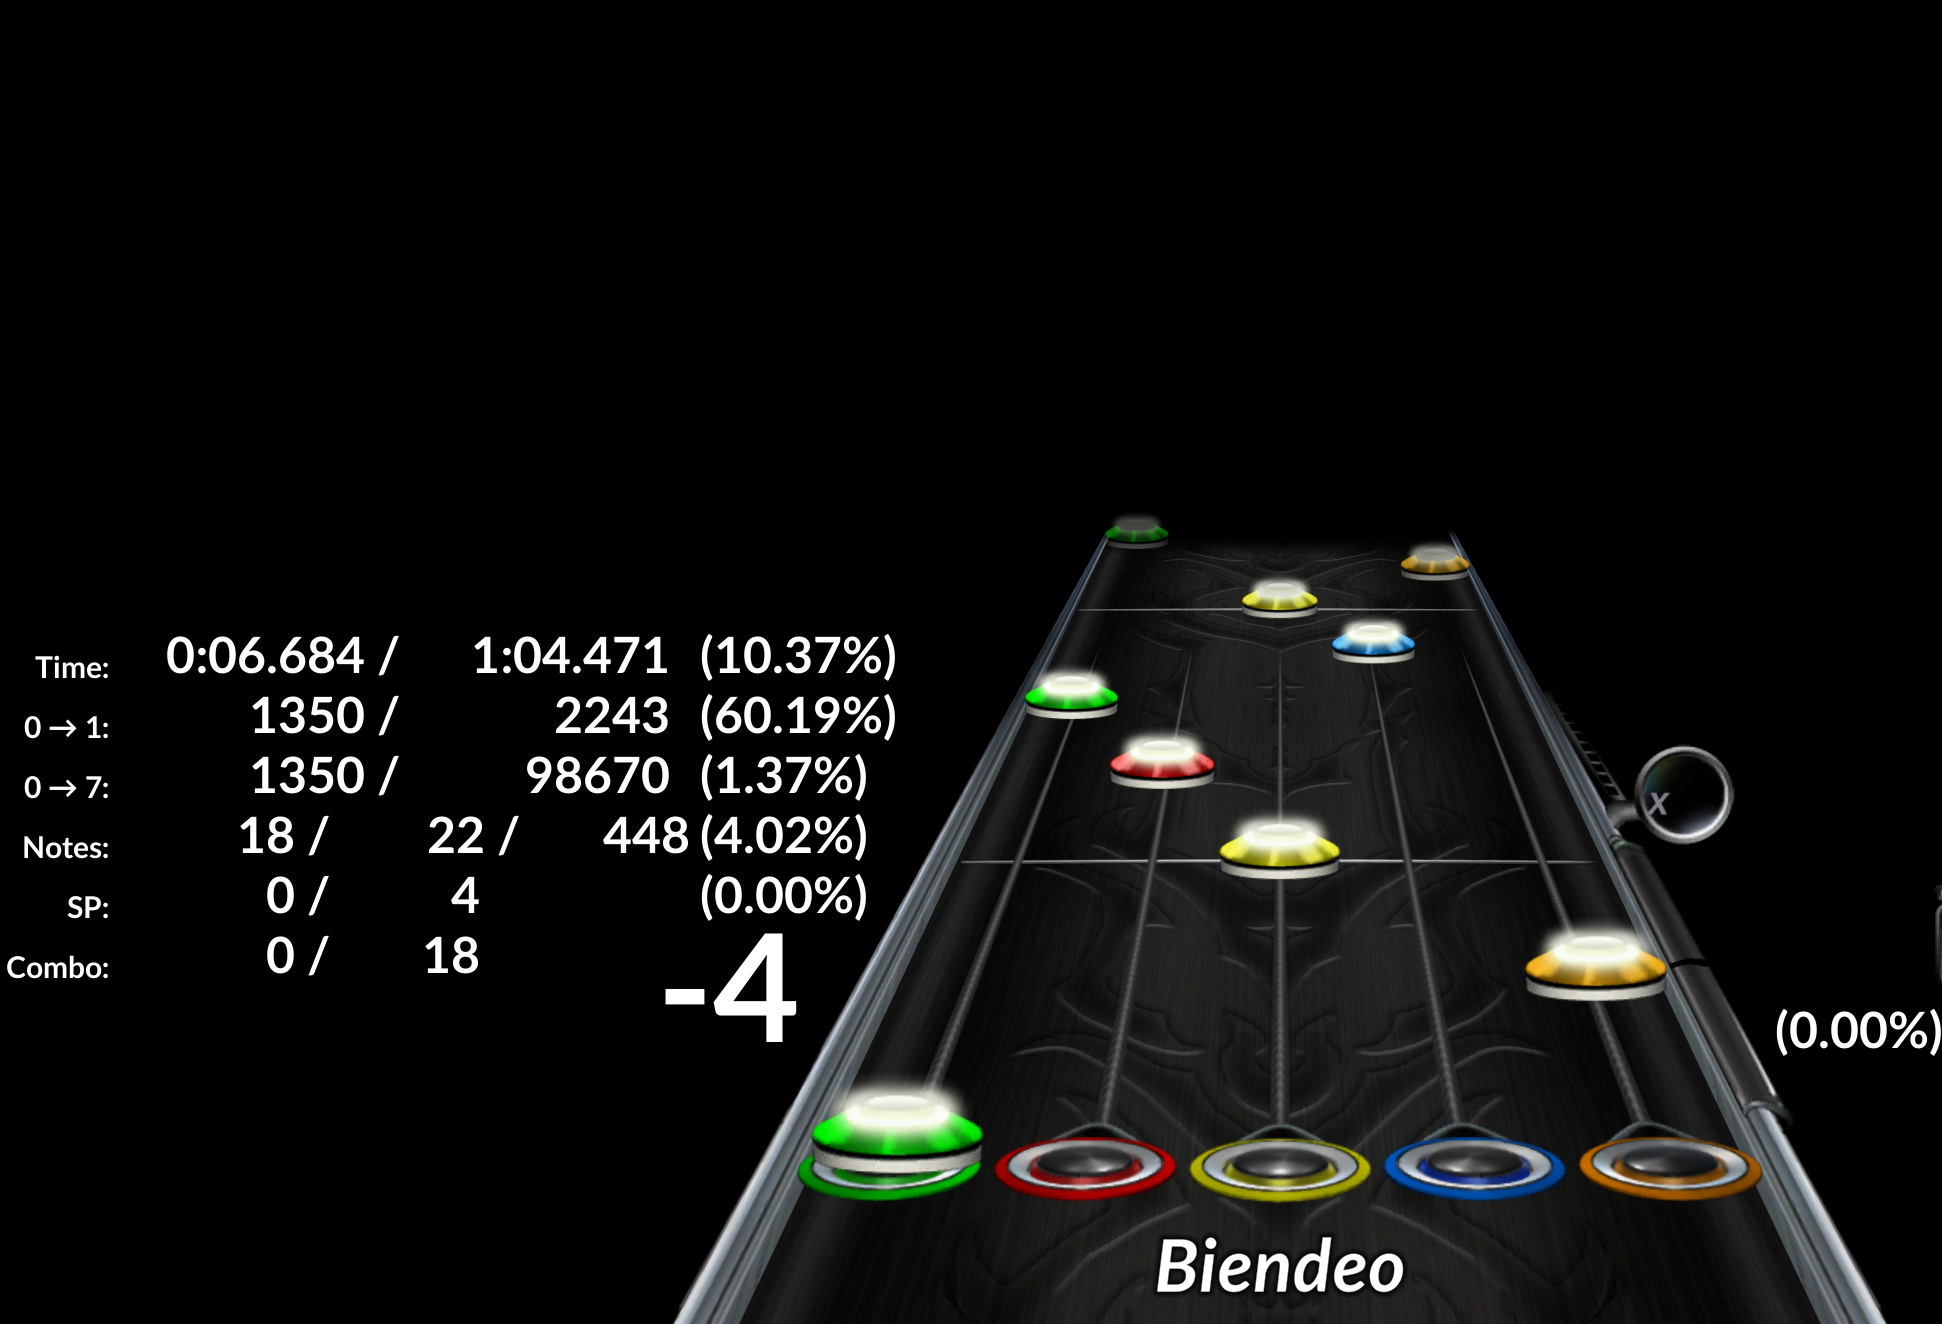 Time: 0:06.684 / 1:04.471 (10.37%)
0 → 1: 1350 / 2243 (60.19%)
0 → 7: 1350 / 98670 (1.37%)
Notes: 18 / 22 / 448 (4.02%)
SP: 0 / 4 (0.00%)
Combo: 0 / 18
-4
x
(0.00%)
Biendeo